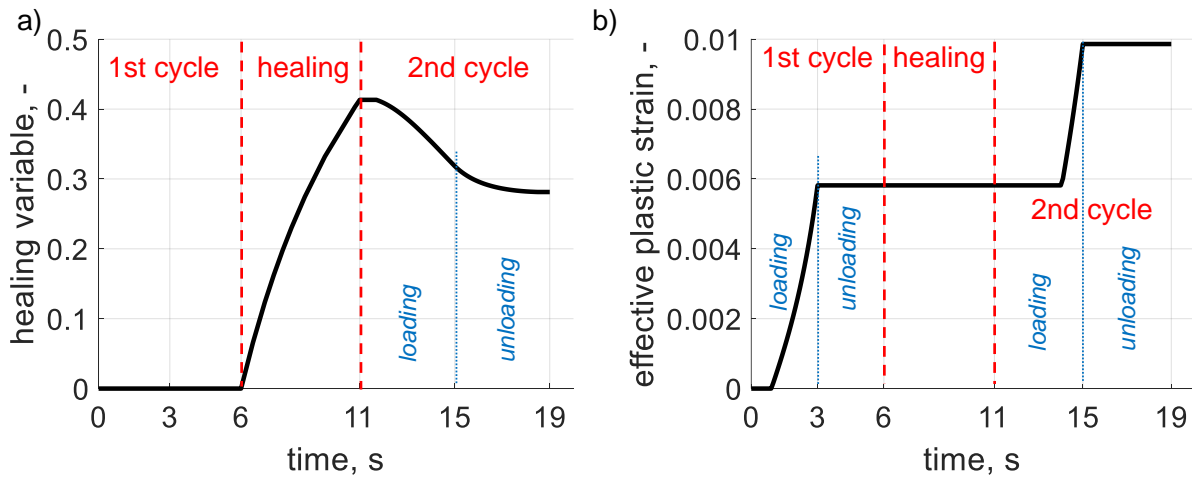 a)
0.5
0.4
0.3
0.2
0.1
0
healing variable, -
1st cycle
healing
2nd cycle
loading
unloading
0 3 6 11 15 19
time, s
b)
0.01
0.008
0.006
0.004
0.002
0
effective plastic strain, -
1st cycle
healing
2nd cycle
loading
unloading
loading
unloading
0 3 6 11 15 19
time, s